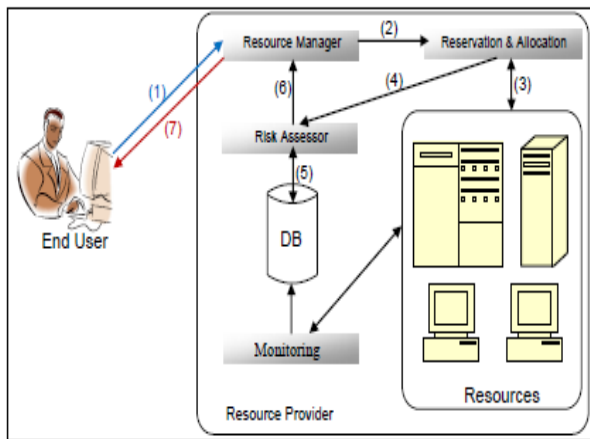 Resource Manager
(2)
Reservation & Allocation
(1)
(7)
(6)
(4)
(3)
Risk Assessor
(5)
End User
DB
Monitoring
Resources
Resource Provider